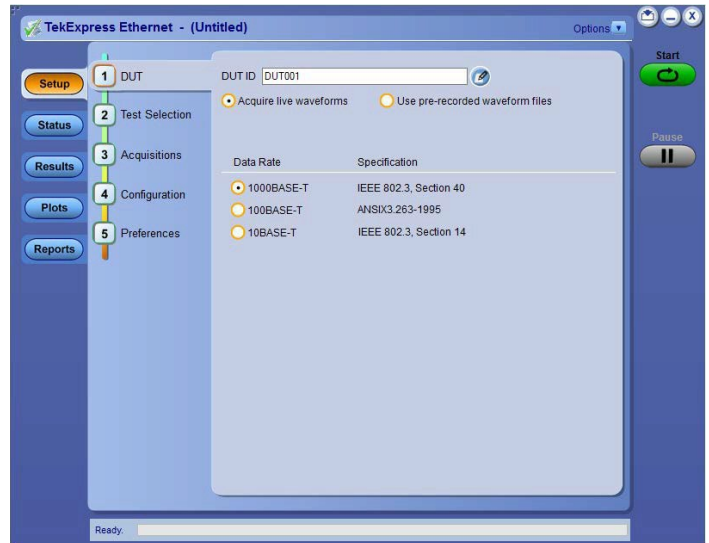 TekExpress Ethernet - (Untitled)
Options
Start
Pause
Setup
Status
Results
Plots
Reports
1 DUT
2 Test Selection
3 Acquisitions
4 Configuration
5 Preferences
DUT ID DUT001
Acquire live waveforms Use pre-recorded waveform files
Data Rate Specification
1000BASE-T IEEE 802.3, Section 40
100BASE-T ANSIX3.263-1995
10BASE-T IEEE 802.3, Section 14
Ready.